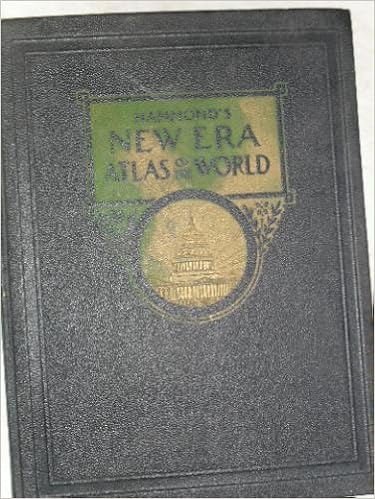 HAMMOND'S
NEW ERA
ATLAS OF THE WORLD